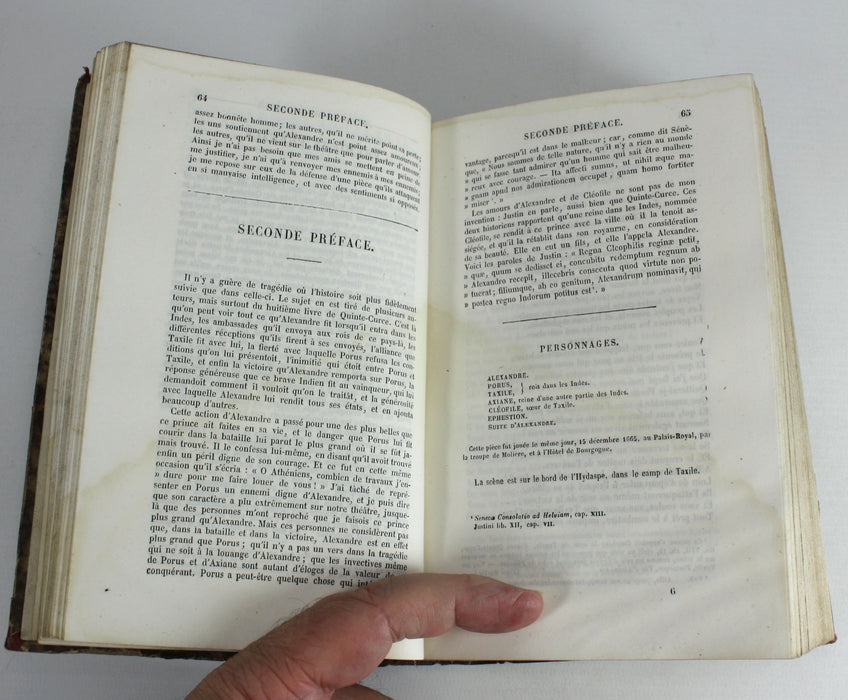 64
SECONDE PRÉFACE.
assez honnête homme; les autres, qu'il ne mérite point sa perte;
les uns soutiennent qu'Alexandre n'est point assez amoureux;
les autres, qu'il ne vient sur le théâtre que pour parler d'amour.
Ainsi je n'ai pas besoin que mes amis se mettent en peine de
me justifier, je n'ai qu'à renvoyer mes ennemis à mes ennemis;
je me repose sur eux de la défense d'une pièce qu'ils attaquent
en si mauvaise intelligence, et avec des sentiments si opposés.
SECONDE PRÉFACE.
Il n'y a guère de tragédie où l'histoire soit plus fidèlement
suivie que dans celle-ci. Le sujet en est tiré de plusieurs au-
teurs, mais surtout du huitième livre de Quinte-Curce. C'est là
qu'on peut voir tout ce qu'Alexandre fit lorsqu'il entra dans les
Indes, les ambassades qu'il envoya aux rois de ce pays-là, les
différentes réceptions qu'ils firent à ses envoyés, l'alliance que
Taxile fit avec lui, la fierté avec laquelle Porus refusa les con-
ditions qu'on lui présentoit, l'inimitié qui étoit entre Porus et
Taxile, et enfin la victoire qu'Alexandre remporta sur Porus, la
réponse généreuse que ce brave Indien fit au vainqueur, qui lui
demandoit comment il vouloit qu'on le traitât, et la générosité
avec laquelle Alexandre lui rendit tous ses états, et en ajouta
beaucoup d'autres.
Cette action d'Alexandre a passé pour une des plus belles que
ce prince ait faites en sa vie, et le danger que Porus lui fit
courir dans la bataille lui parut le plus grand où il se fût ja-
mais trouvé. Il le confessa lui-même, en disant qu'il avoit trouvé
enfin un péril digne de son courage. Et ce fut en cette même
occasion qu'il s'écria : « O Athéniens, combien de travaux j'en-
» dure pour me faire louer de vous ! » J'ai tâché de repré-
senter en Porus un ennemi digne d'Alexandre, et je puis dire
que son caractère a plu extrêmement sur notre théâtre, jusque-
là que des personnes m'ont reproché que je faisois ce prince
plus grand qu'Alexandre. Mais ces personnes ne considèrent pas
que, dans la bataille et dans la victoire, Alexandre est en effet
plus grand que Porus ; qu'il n'y a pas un vers dans la tragédie
qui ne soit à la louange d'Alexandre ; que les invectives même
de Porus et d'Axiane sont autant d'éloges de la valeur de
conquérant. Porus a peut-être quelque chose qui
SECONDE PRÉFACE.
65
vantage, parcequ'il est dans le malheur; car, comme dit Sénè-
que, « Nous sommes de telle nature, qu'il n'y a rien au monde
» qui se fasse tant admirer qu'un homme qui sait être malheu-
» reux avec courage. — Ita affecti sumus, ut nihil æque ma-
» gnam apud nos admirationem occupet, quam homo fortiter
» miser¹. »
Les amours d'Alexandre et de Cléofile ne sont pas de mon
invention : Justin en parle, aussi bien que Quinte-Curce. Ces
deux historiens rapportent qu'une reine dans les Indes, nommée
Cléofile, se rendit à ce prince avec la ville où il la tenoit as-
siégée, et qu'il la rétablit dans son royaume, en considération
de sa beauté. Elle en eut un fils, et elle l'appela Alexandre.
Voici les paroles de Justin : « Regna Cleophilis reginæ petit,
» quæ, quum se dedisset ei, concubitu redemptum regnum ab
» Alexandro recepit, illecebris consecuta quod virtute non po-
» tuerat; filiumque, ab eo genitum, Alexandrum nominavit, qui
» postea regno Indorum potitus est². »
PERSONNAGES.
ALEXANDRE.
PORUS, } rois dans les Indes.
TAXILE,
AXIANE, reine d'une autre partie des Indes.
CLÉOFILE, sœur de Taxile.
EPHESTION.
SUITE D'ALEXANDRE.
Cette pièce fut jouée le même jour, 15 décembre 1665, au Palais-Royal, par
la troupe de Molière, et à l'Hôtel de Bourgogne.
La scène est sur le bord de l'Hydaspe, dans le camp de Taxile.
¹ Seneca Consolatio ad Helviam, cap. XIII.
Justini lib. XII, cap. VII.
6